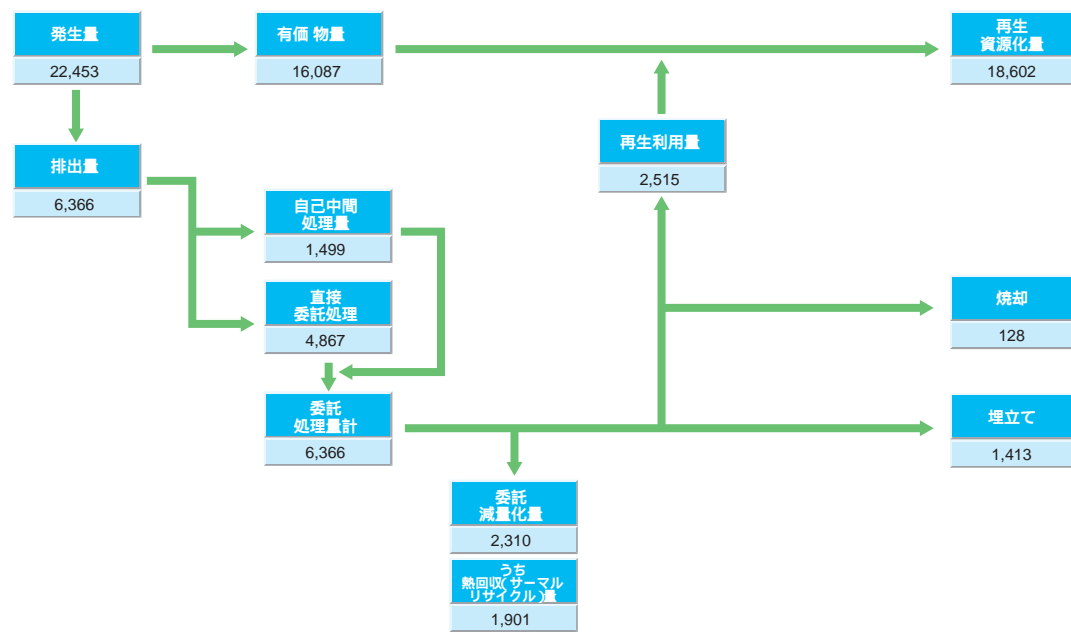 発生量
22,453
有価 物量
16,087
再生
資源化量
18,602
再生利用量
2,515
排出量
6,366
自己中間
処理量
1,499
直接
委託処理
4,867
焼却
128
委託
処理量計
6,366
埋立て
1,413
委託
減量化量
2,310
うち
熱回収(サーマル
リサイクル)量
1,901